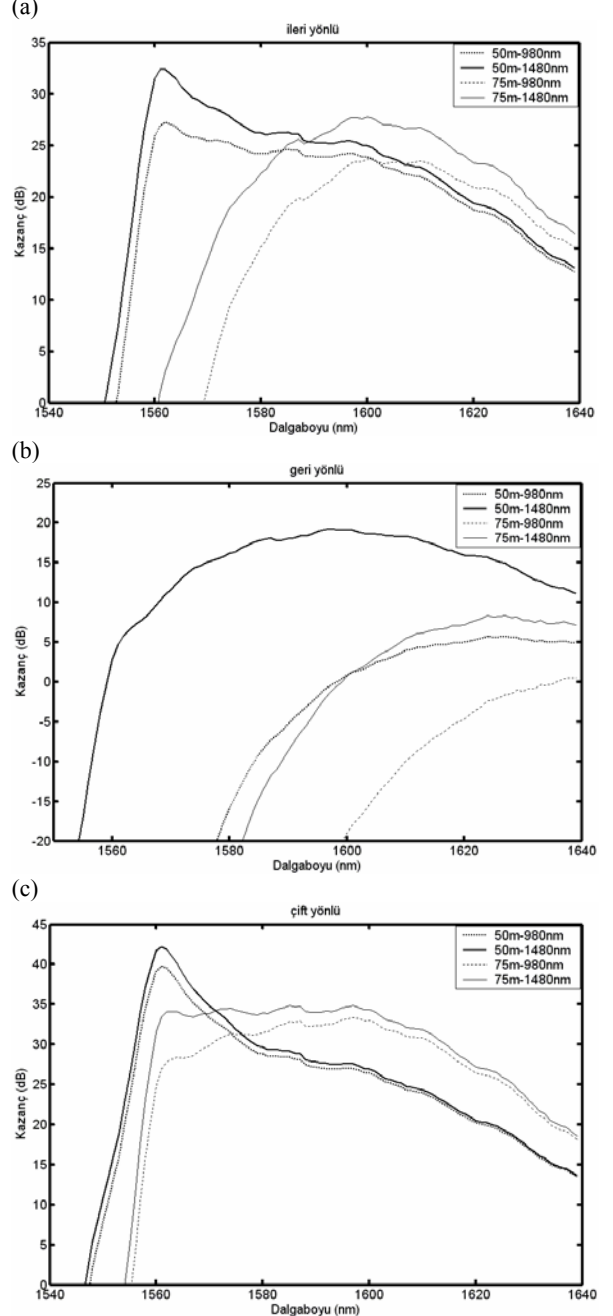 (a)
ileri yönlü
50m-980nm
50m-1480nm
75m-980nm
75m-1480nm
35
30
25
20
15
10
5
0
Kazanç (dB)
1540 1560 1580 1600 1620 1640
Dalgaboyu (nm)
(b)
geri yönlü
50m-980nm
50m-1480nm
75m-980nm
75m-1480nm
25
20
15
10
5
0
-5
-10
-15
-20
Kazanç (dB)
1560 1580 1600 1620 1640
Dalgaboyu (nm)
(c)
çift yönlü
50m-980nm
50m-1480nm
75m-980nm
75m-1480nm
45
40
35
30
25
20
15
10
5
0
Kazanç (dB)
1540 1560 1580 1600 1620 1640
Dalgaboyu (nm)